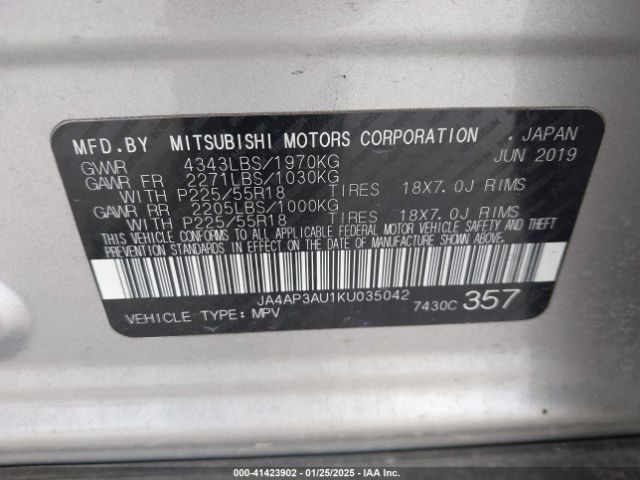 MFD.BY MITSUBISHI MOTORS CORPORATION , JAPAN
GVWR 4343LBS/1970KG JUN 2019
GAWR FR 2271LBS/1030KG
WITH P225/55R18 TIRES 18X7.0J RIMS
GAWR RR 2205LBS/1000KG
WITH P225/55R18 TIRES 18X7.0J RIMS
THIS VEHICLE CONFORMS TO ALL APPLICABLE FEDERAL MOTOR VEHICLE SAFETY AND THEFT
PREVENTION STANDARDS IN EFFECT ON THE DATE OF MANUFACTURE SHOWN ABOVE.
JA4AP3AU1KU035042
VEHICLE TYPE:MPV 7430C 357
000-41423902 - 01/25/2025 - IAA Inc.